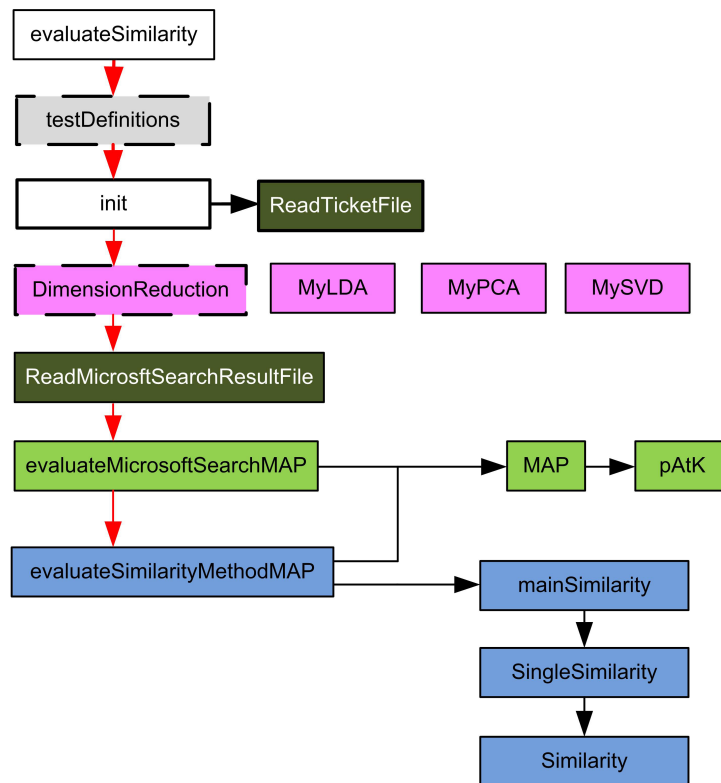 evaluateSimilarity
testDefinitions
init
ReadTicketFile
DimensionReduction
MyLDA
MyPCA
MySVD
ReadMicrosftSearchResultFile
evaluateMicrosoftSearchMAP
MAP
pAtK
evaluateSimilarityMethodMAP
mainSimilarity
SingleSimilarity
Similarity